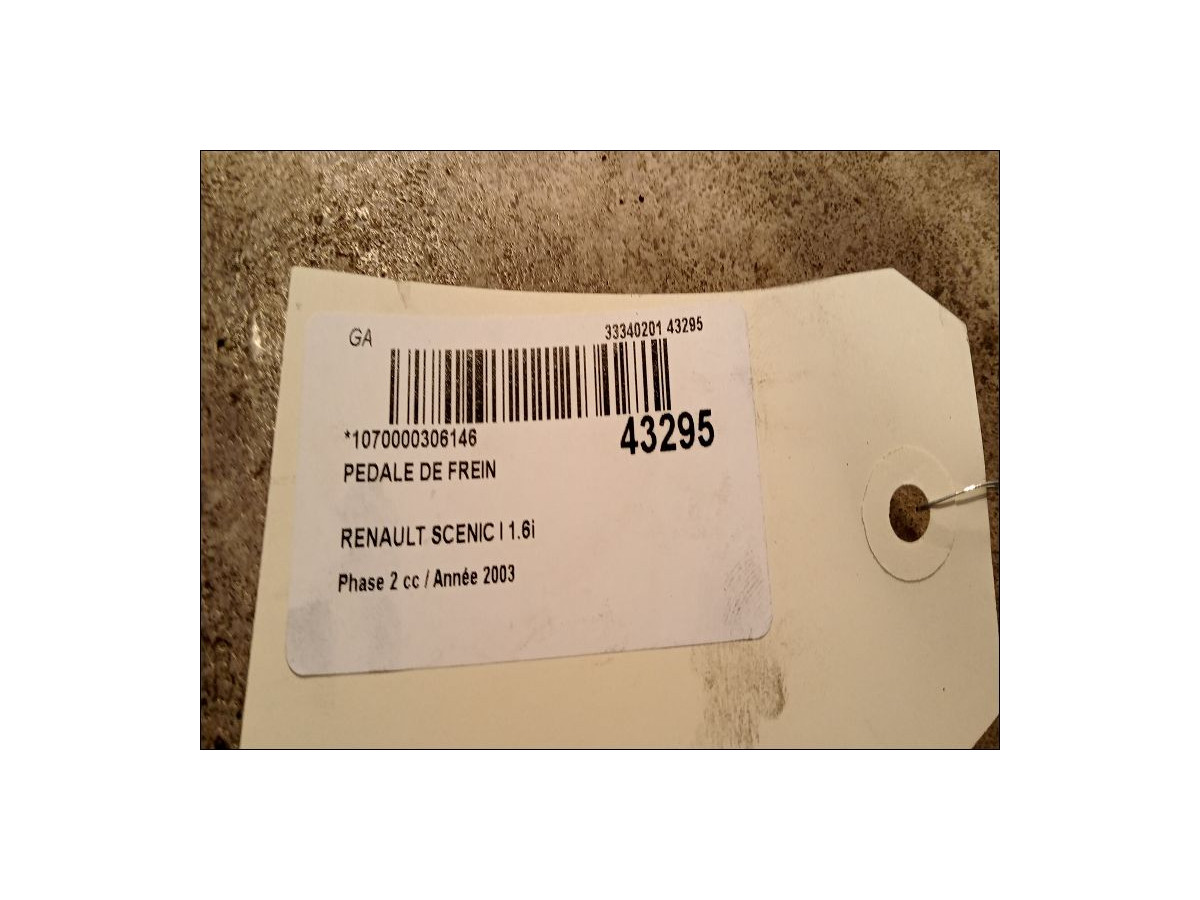 GA
33340201 43295
*1070000306146
43295
PEDALE DE FREIN
RENAULT SCENIC I 1.6i
Phase 2 cc / Année 2003